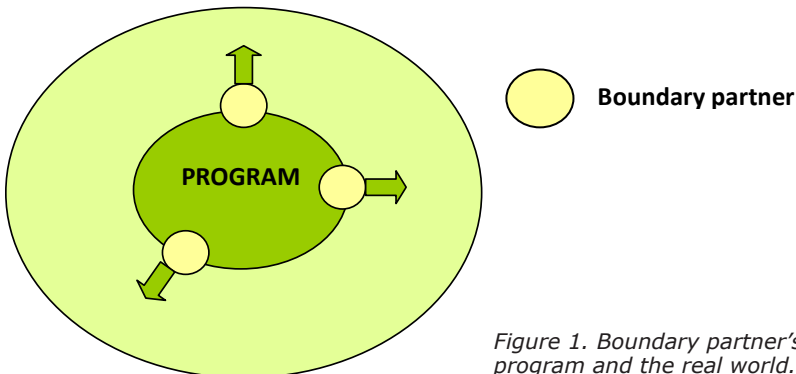 PROGRAM
Boundary partner
Figure 1. Boundary partner's
program and the real world.